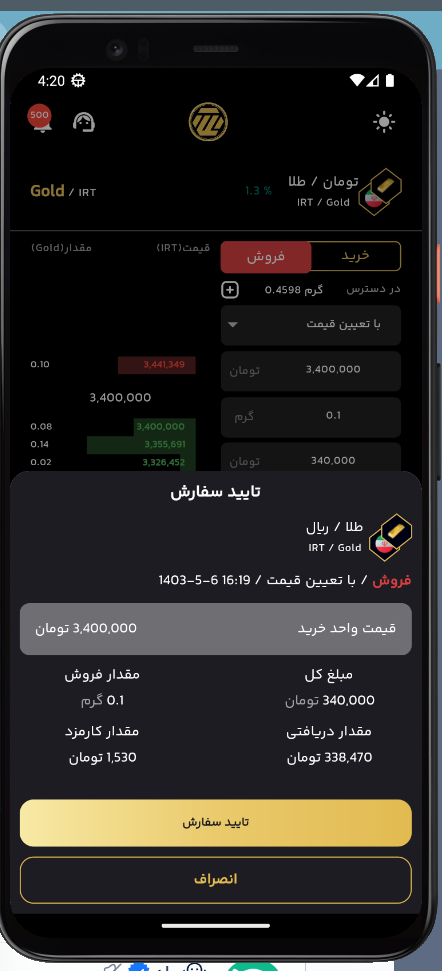 4:20
500
تومان / طلا
IRT / Gold
1.3 %
Gold / IRT
خرید
فروش
قیمت(IRT)
مقدار(Gold)
در دسترس
0.4598 گرم
با تعیین قیمت
3,441,349
0.10
3,400,000
تومان
3,400,000
0.1
گرم
3,400,000
0.08
3,355,691
0.14
340,000
تومان
3,326,452
0.02
تایید سفارش
طلا / ریال
IRT / Gold
فروش / با تعیین قیمت / 16:19 6-5-1403
قیمت واحد خرید
3,400,000 تومان
مبلغ کل
مقدار فروش
340,000 تومان
0.1 گرم
مقدار دریافتی
مقدار کارمزد
338,470 تومان
1,530 تومان
تایید سفارش
انصراف